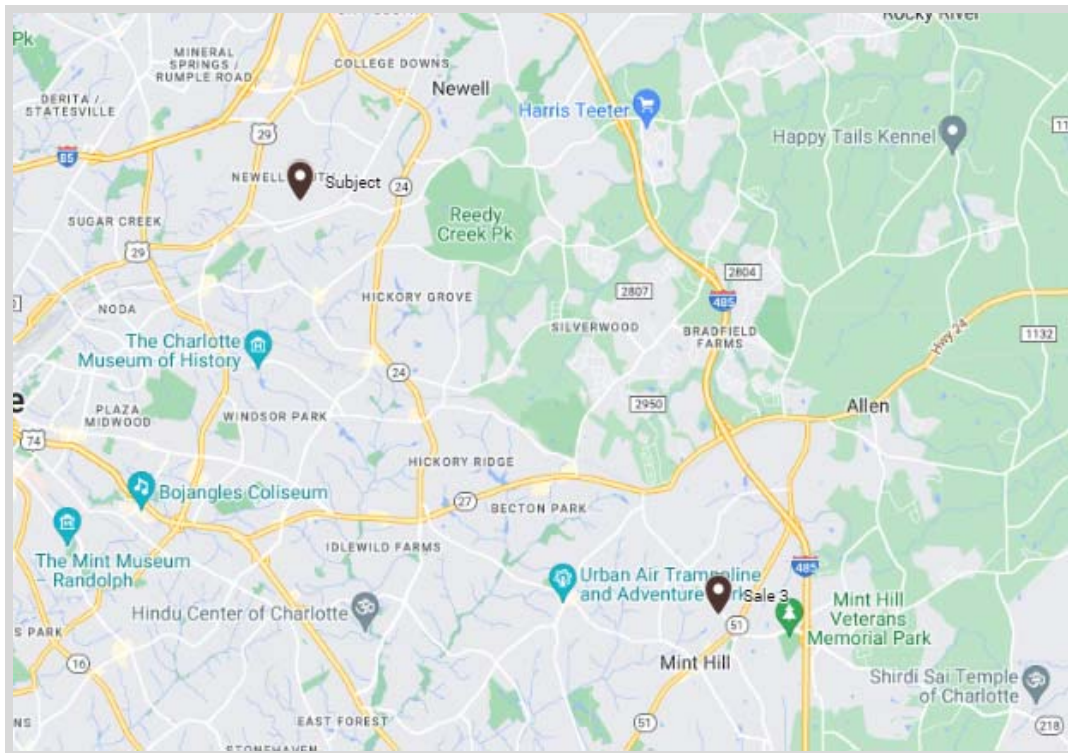 Rocky River
Pk
MINERAL
SPRINGS /
RUMPLE ROAD
COLLEGE DOWNS
Newell
DERITA /
STATESVILLE
Harris Teeter
29
Happy Tails Kennel
11
85
Subject
24
SUGAR CREEK
Reedy
Creek Pk
29
2804
2807
485
NODA
HICKORY GROVE
SILVERWOOD
BRADFIELD
FARMS
Hwy 24
1132
The Charlotte
Museum of History
24
e
PLAZA
MIDWOOD
WINDSOR PARK
2950
Allen
74
HICKORY RIDGE
Bojangles Coliseum
27
BECTON PARK
The Mint Museum
– Randolph
IDLEWILD FARMS
485
Urban Air Trampoline
and Adventure
Sale 3
Hindu Center of Charlotte
51
Mint Hill
Veterans
Memorial Park
S PARK
16
Mint Hill
Shirdi Sai Temple
of Charlotte
NS
EAST FOREST
51
218
STONEHAVEN